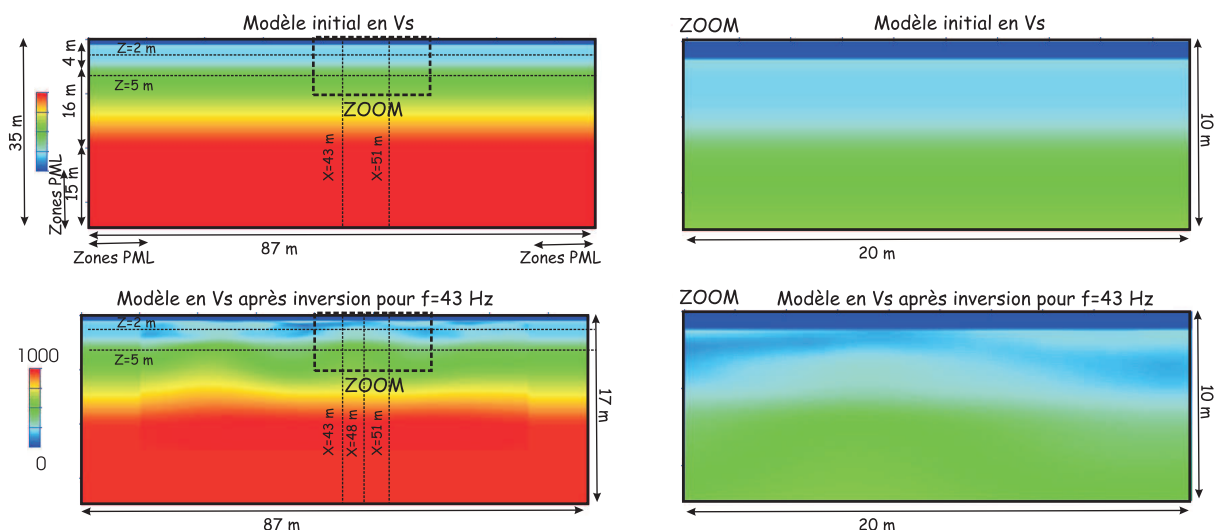 Modèle initial en Vs
Z=2 m
Z=5 m
ZOOM
X=43 m
X=51 m
35 m
4 m
16 m
15 m
Zones PML
87 m
Zones PML
Zones PML
ZOOM
Modèle initial en Vs
10 m
20 m
Modèle en Vs après inversion pour f=43 Hz
Z=2 m
Z=5 m
ZOOM
X=43 m
X=48 m
X=51 m
1000
0
17 m
87 m
ZOOM
Modèle en Vs après inversion pour f=43 Hz
10 m
20 m